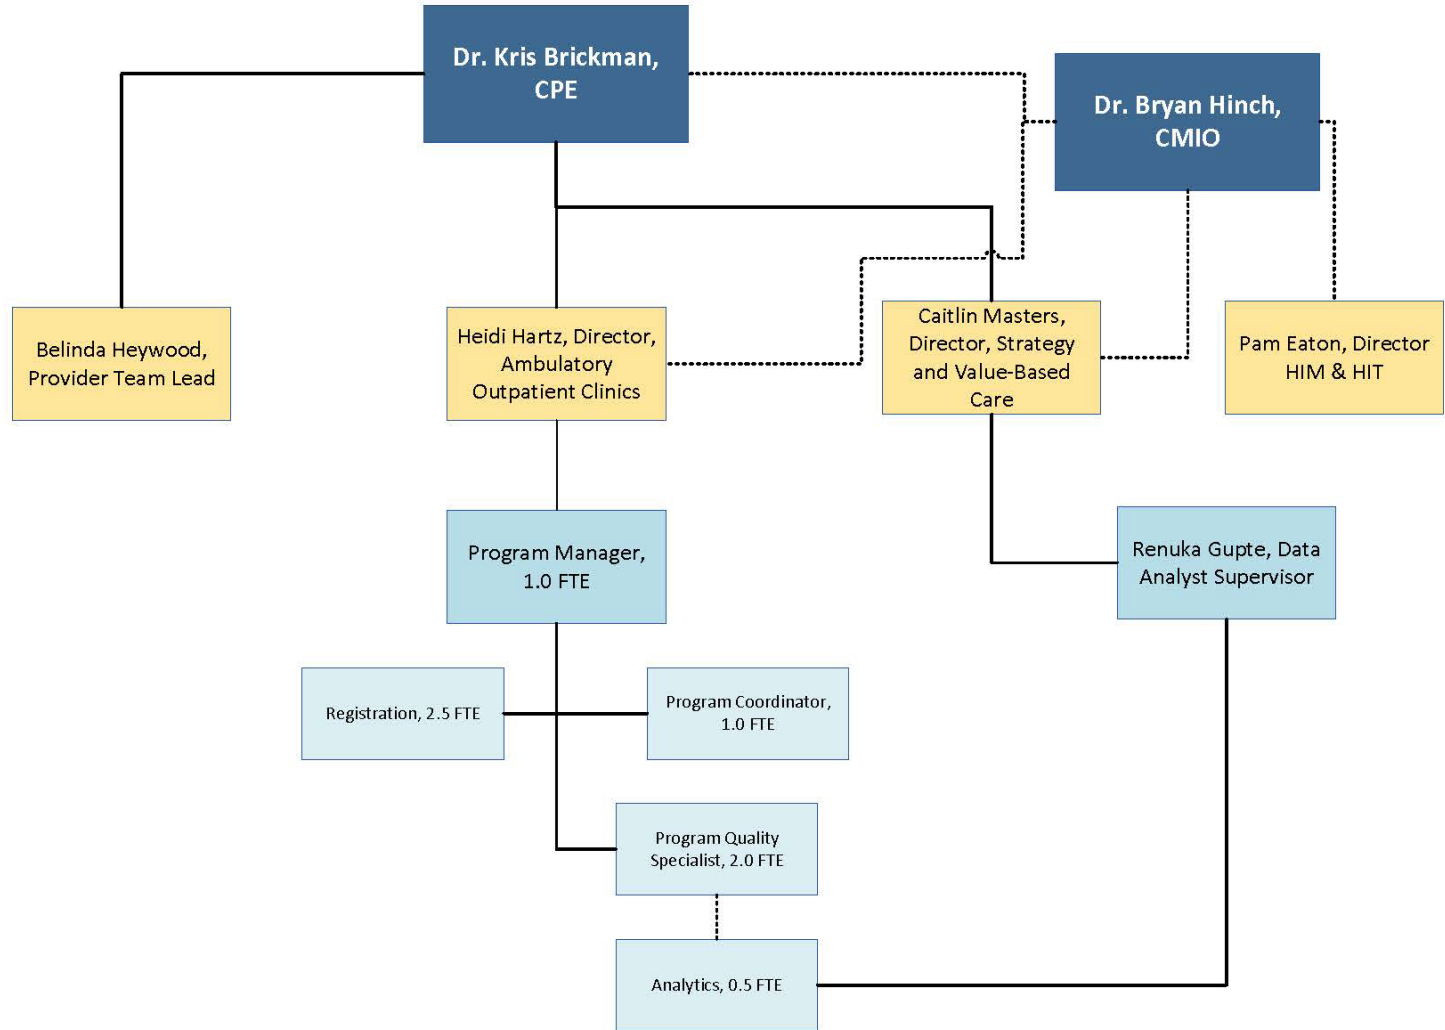 Dr. Kris Brickman,
CPE
Dr. Bryan Hinch,
CMIO
Belinda Heywood,
Provider Team Lead
Heidi Hartz, Director,
Ambulatory
Outpatient Clinics
Caitlin Masters,
Director, Strategy
and Value-Based
Care
Pam Eaton, Director
HIM & HIT
Program Manager,
1.0 FTE
Renuka Gupte, Data
Analyst Supervisor
Registration, 2.5 FTE
Program Coordinator,
1.0 FTE
Program Quality
Specialist, 2.0 FTE
Analytics, 0.5 FTE